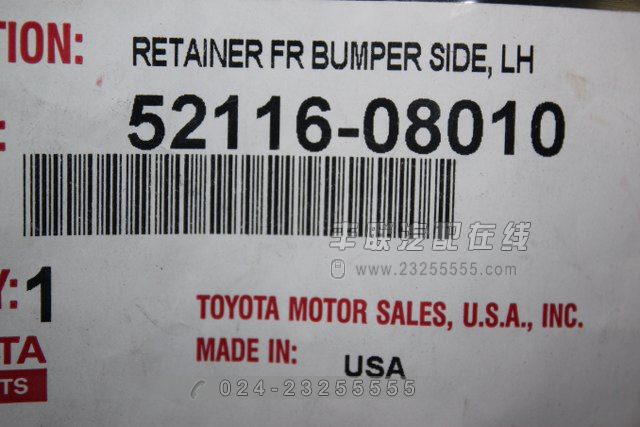 TION: RETAINER FR BUMPER SIDE, LH
: 52116-08010
车联汽配在线
www.23255555.com
Y: 1
TOYOTA MOTOR SALES, U.S.A., INC.
TA
MADE IN: USA
TS
024-23255555